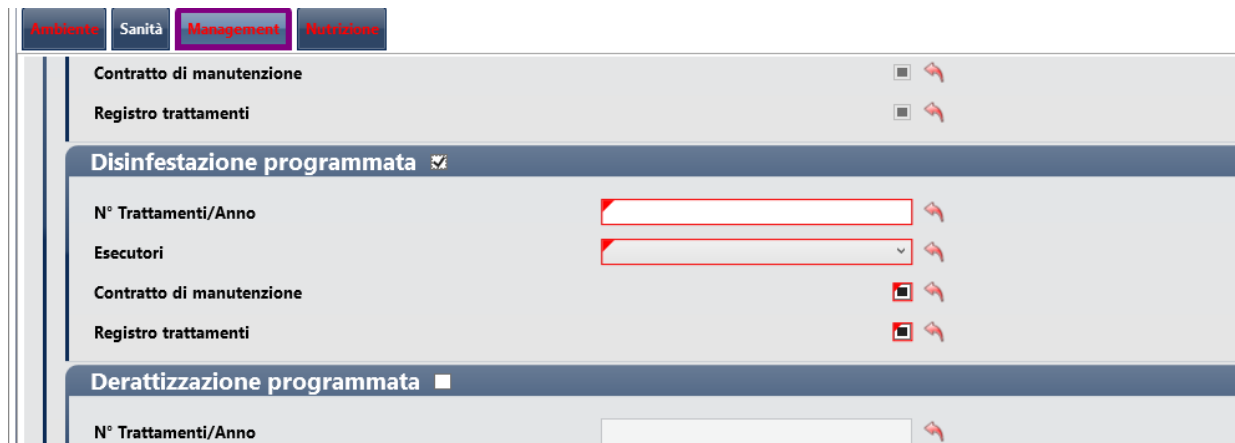 Ambiente Sanità Management Nutrizione
Contratto di manutenzione
Registro trattamenti
Disinfestazione programmata
N° Trattamenti/Anno
Esecutori
Contratto di manutenzione
Registro trattamenti
Derattizzazione programmata
N° Trattamenti/Anno